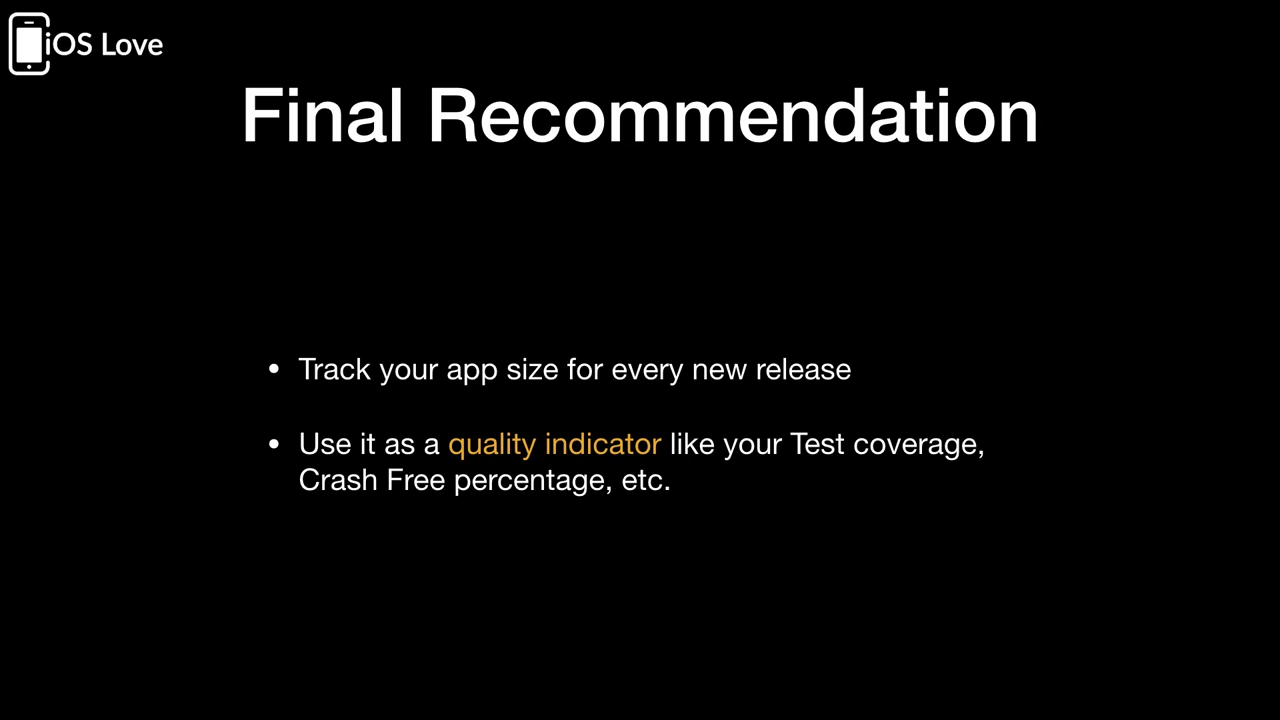 iOS Love
Final Recommendation
• Track your app size for every new release
• Use it as a quality indicator like your Test coverage,
Crash Free percentage, etc.